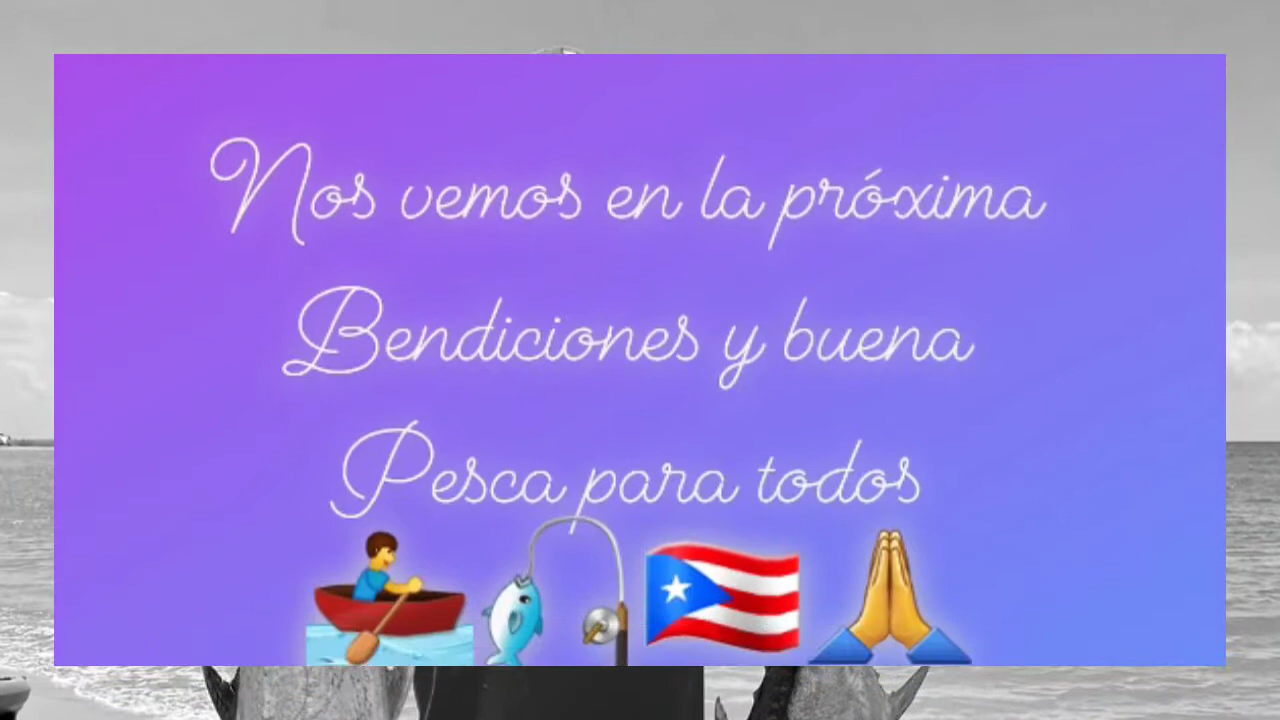 Nos vemos en la próxima
Bendiciones y buena
Pesca para todos